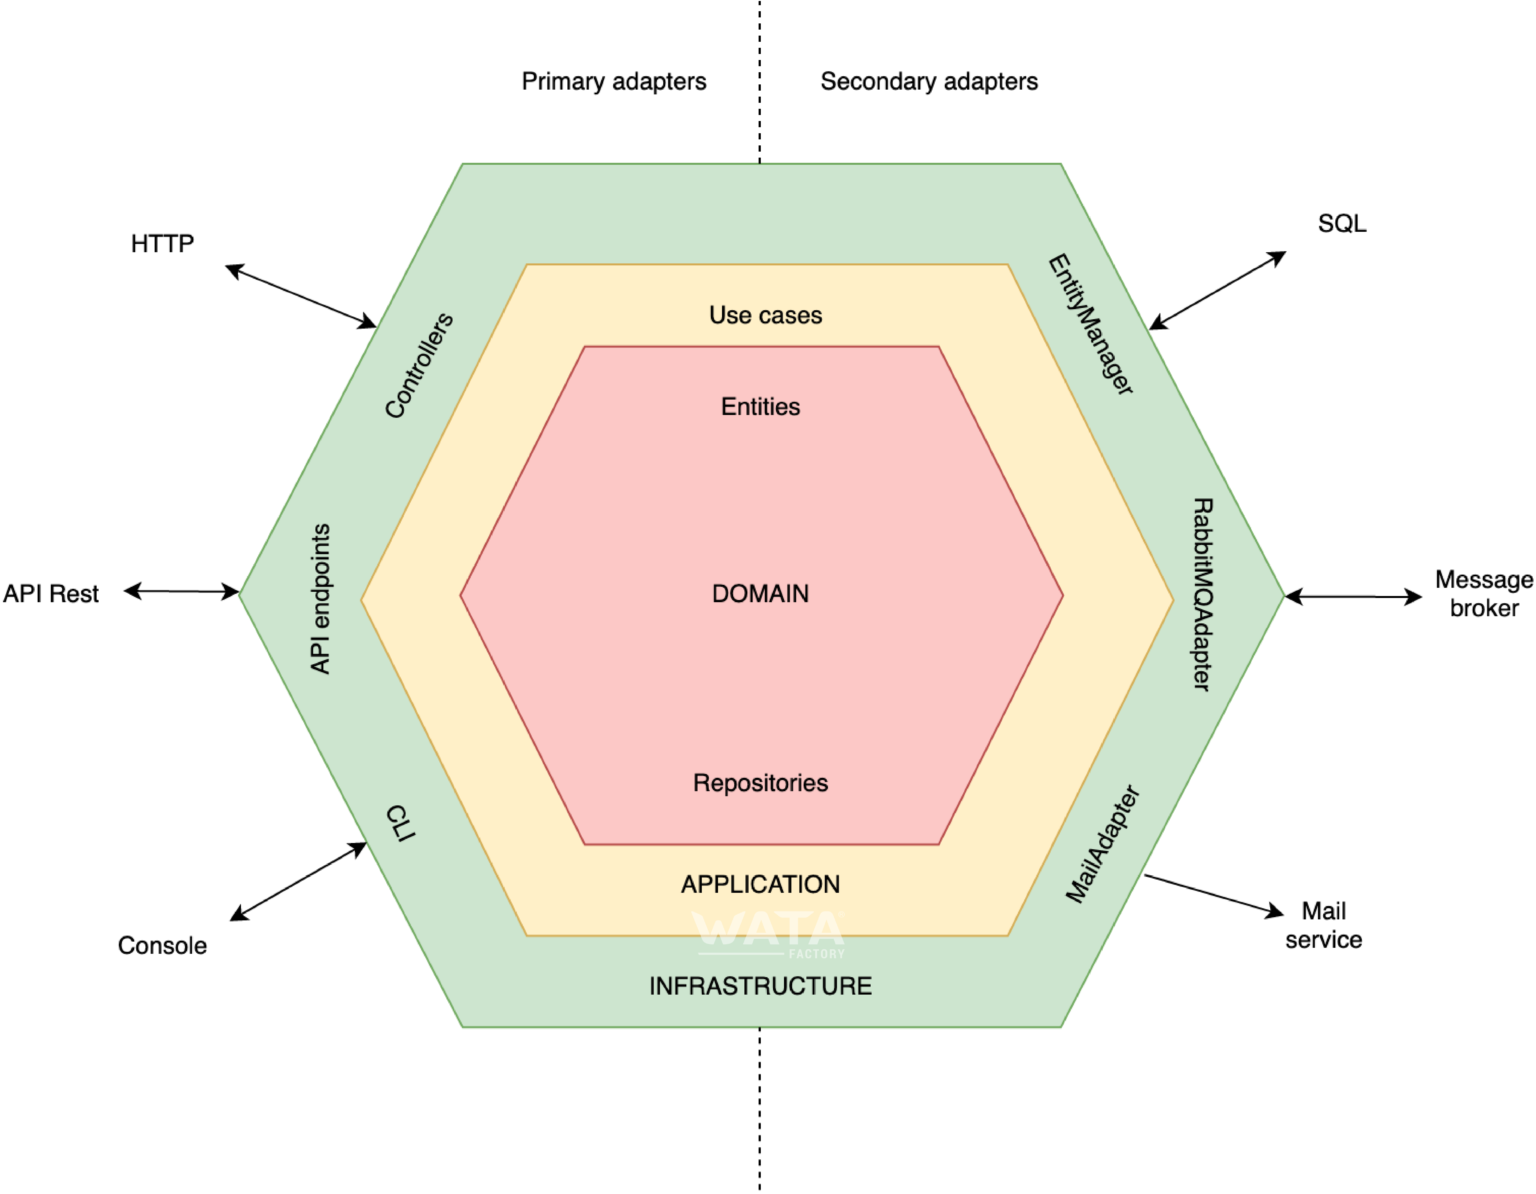 Primary adapters
Secondary adapters
HTTP
SQL
Controllers
EntityManager
Use cases
Entities
API Rest
API endpoints
DOMAIN
RabbitMQAdapter
Message
broker
Repositories
CLI
MailAdapter
Console
APPLICATION
WATA
FACTORY
Mail
service
INFRASTRUCTURE